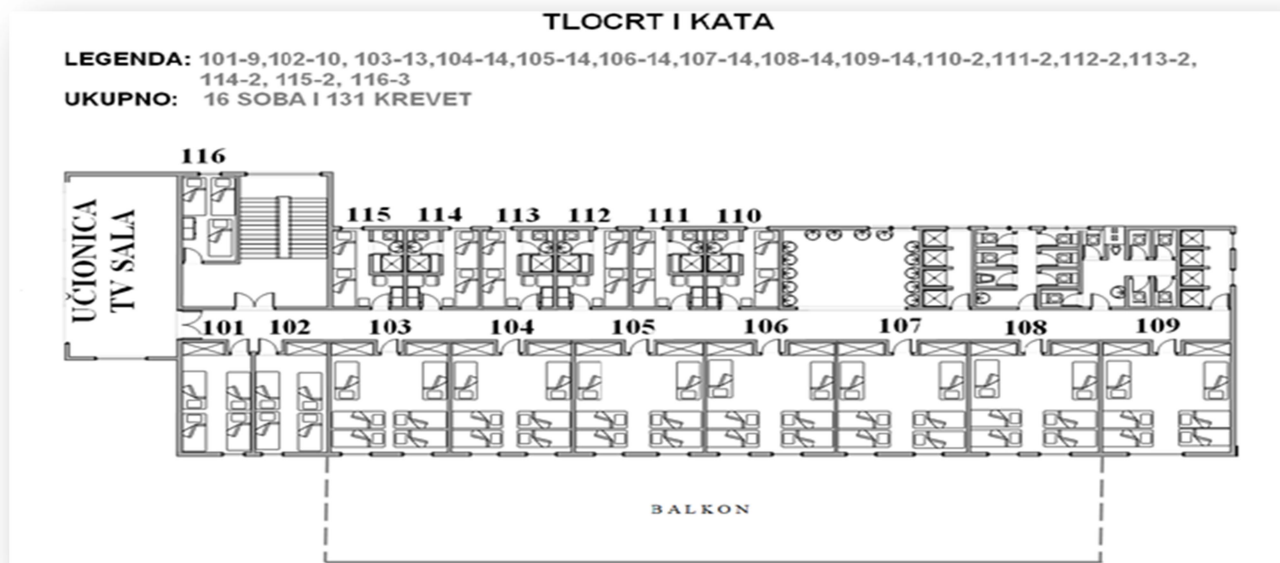 TLOCRT I KATA
LEGENDA: 101-9,102-10, 103-13,104-14,105-14,106-14,107-14,108-14,109-14,110-2,111-2,112-2,113-2,
114-2, 115-2, 116-3
UKUPNO: 16 SOBA I 131 KREVET
116
115 114 113 112 111 110
UČIONICA
TV SALA
101 102 103 104 105 106 107 108 109
BALKON